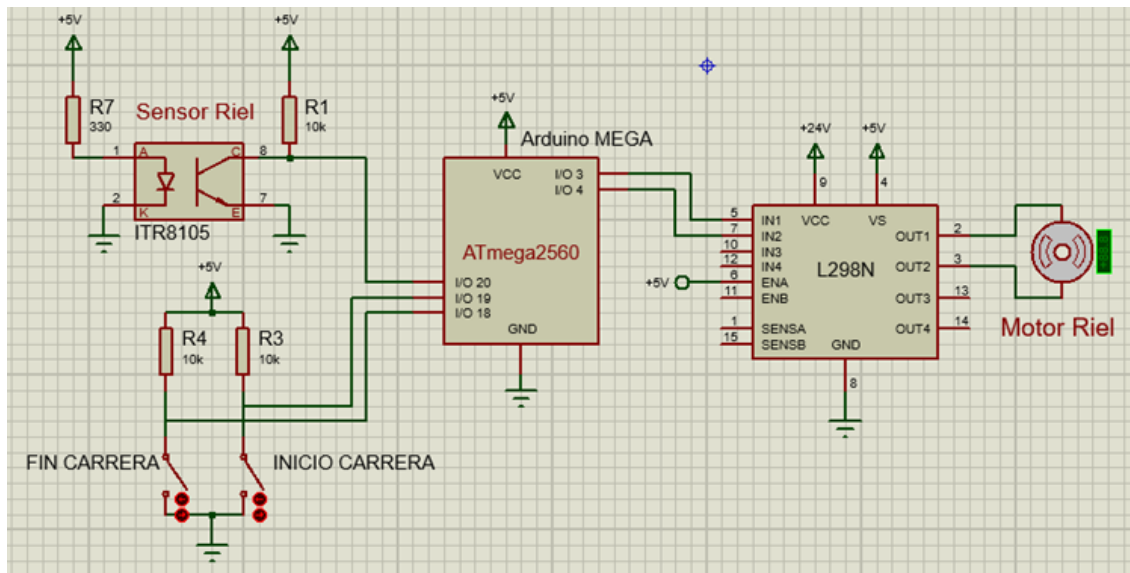 +5V
+5V
R7
330
Sensor Riel
R1
10k
1
A
C
8
2
K
E
7
ITR8105
+5V
R4
10k
R3
10k
FIN CARRERA
INICIO CARRERA
+5V
Arduino MEGA
VCC
I/O 3
I/O 4
ATmega2560
I/O 20
I/O 19
I/O 18
GND
+24V
+5V
9
4
5
IN1
VCC
VS
7
IN2
OUT1
2
10
IN3
12
IN4
L298N
OUT2
3
+5V
6
ENA
11
ENB
OUT3
13
1
SENSA
OUT4
14
15
SENSB
GND
8
Motor Riel